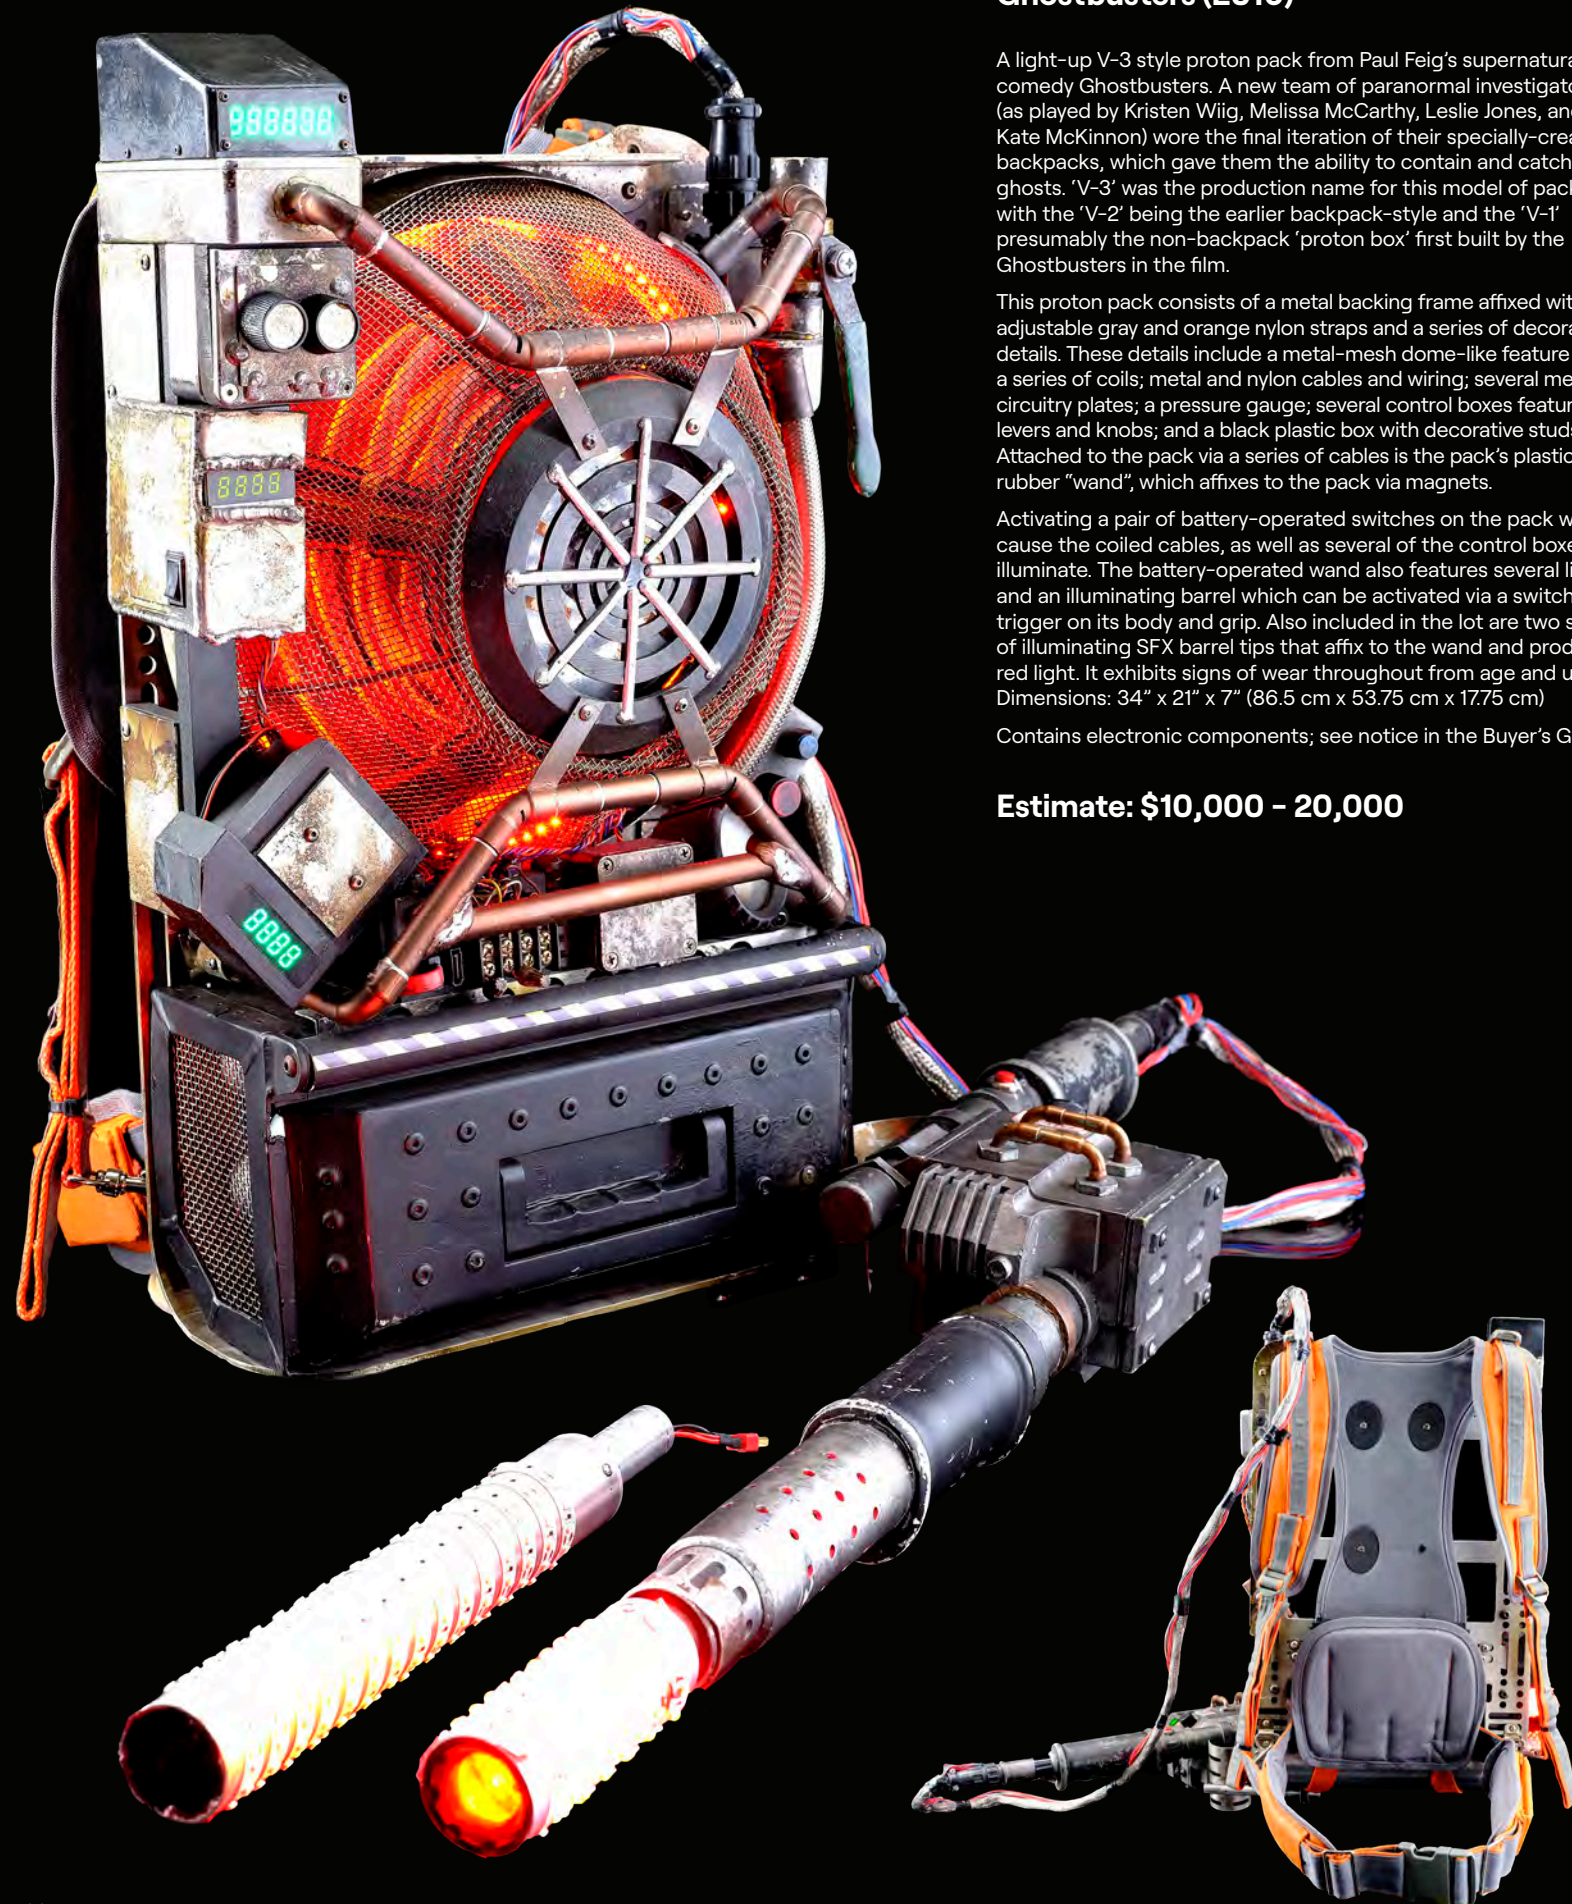 Ghostbusters (2016)
A light-up V-3 style proton pack from Paul Feig's supernatura
comedy Ghostbusters. A new team of paranormal investigato
(as played by Kristen Wiig, Melissa McCarthy, Leslie Jones, an
Kate McKinnon) wore the final iteration of their specially-crea
backpacks, which gave them the ability to contain and catch
ghosts. ‘V-3’ was the production name for this model of pack
with the ‘V-2’ being the earlier backpack-style and the ‘V-1’
presumably the non-backpack ‘proton box’ first built by the
Ghostbusters in the film.
This proton pack consists of a metal backing frame affixed wit
adjustable gray and orange nylon straps and a series of decora
details. These details include a metal-mesh dome-like feature
a series of coils; metal and nylon cables and wiring; several me
circuitry plates; a pressure gauge; several control boxes featur
levers and knobs; and a black plastic box with decorative studs
Attached to the pack via a series of cables is the pack’s plastic
rubber “wand”, which affixes to the pack via magnets.
Activating a pair of battery-operated switches on the pack w
cause the coiled cables, as well as several of the control boxe
illuminate. The battery-operated wand also features several li
and an illuminating barrel which can be activated via a switch
trigger on its body and grip. Also included in the lot are two s
of illuminating SFX barrel tips that affix to the wand and prod
red light. It exhibits signs of wear throughout from age and u
Dimensions: 34” x 21” x 7” (86.5 cm x 53.75 cm x 17.75 cm)
Contains electronic components; see notice in the Buyer’s G
Estimate: $10,000 - 20,000